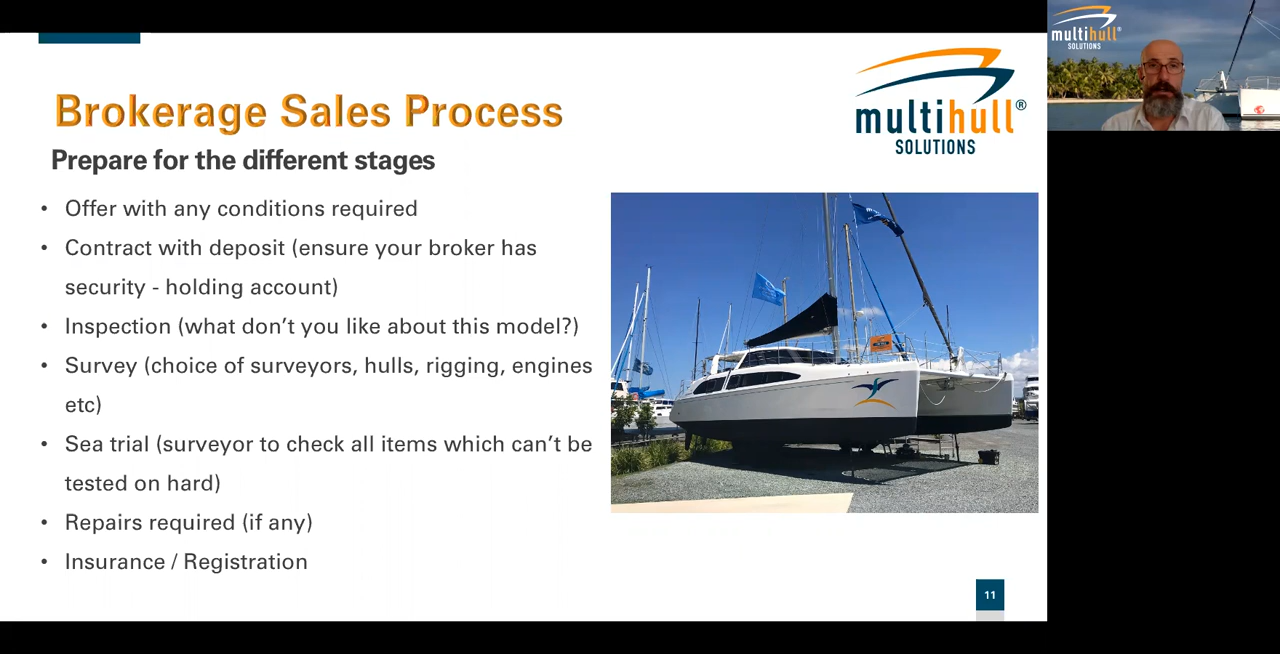 Brokerage Sales Process
Prepare for the different stages
• Offer with any conditions required
• Contract with deposit (ensure your broker has
security - holding account)
• Inspection (what don’t you like about this model?)
• Survey (choice of surveyors, hulls, rigging, engines
etc)
• Sea trial (surveyor to check all items which can’t be
tested on hard)
• Repairs required (if any)
• Insurance / Registration
multihull®
SOLUTIONS
11
multihull®
SOLUTIONS